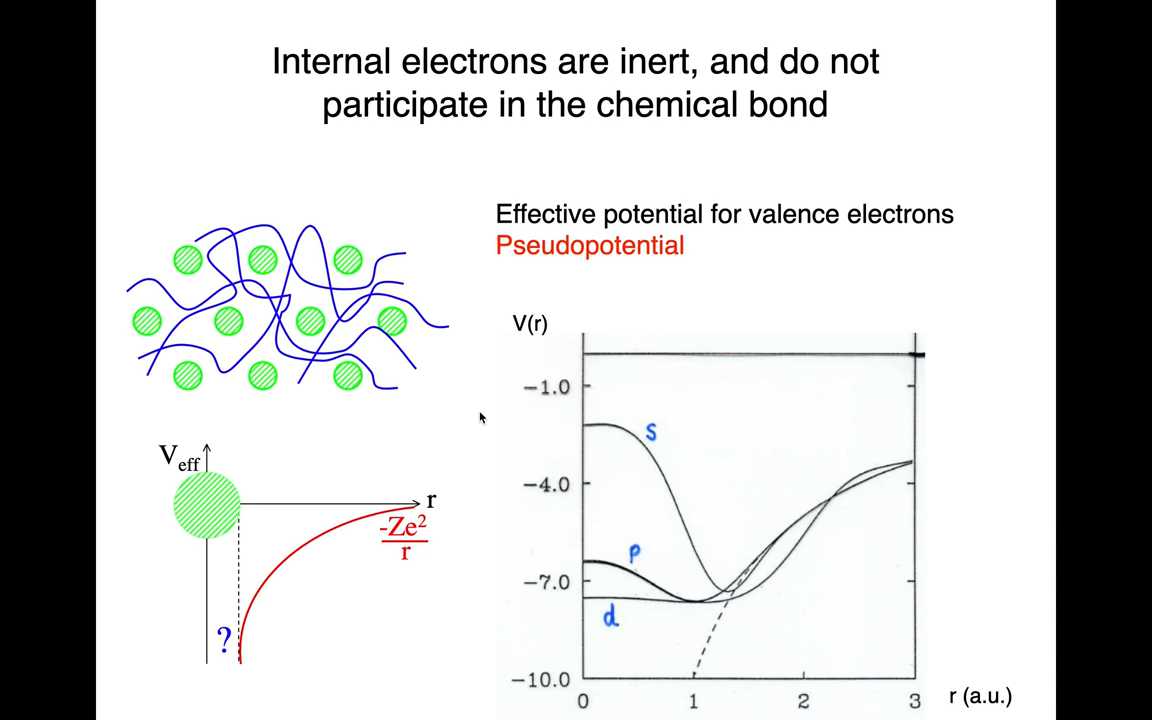 Internal electrons are inert, and do not
participate in the chemical bond
Effective potential for valence electrons
Pseudopotential
V(r)
-1.0
s
-4.0
p
-7.0
d
-10.0
0 1 2 3 r (a.u.)
Veff
r
-Ze²
r
?